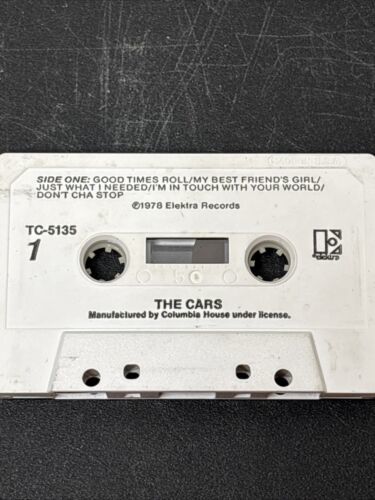 SIDE ONE: GOOD TIMES ROLL/MY BEST FRIEND'S GIRL/
JUST WHAT I NEEDED/I'M IN TOUCH WITH YOUR WORLD/
DON'T CHA STOP
℗1978 Elektra Records
TC-5135
1
elektra
THE CARS
Manufactured by Columbia House under license.